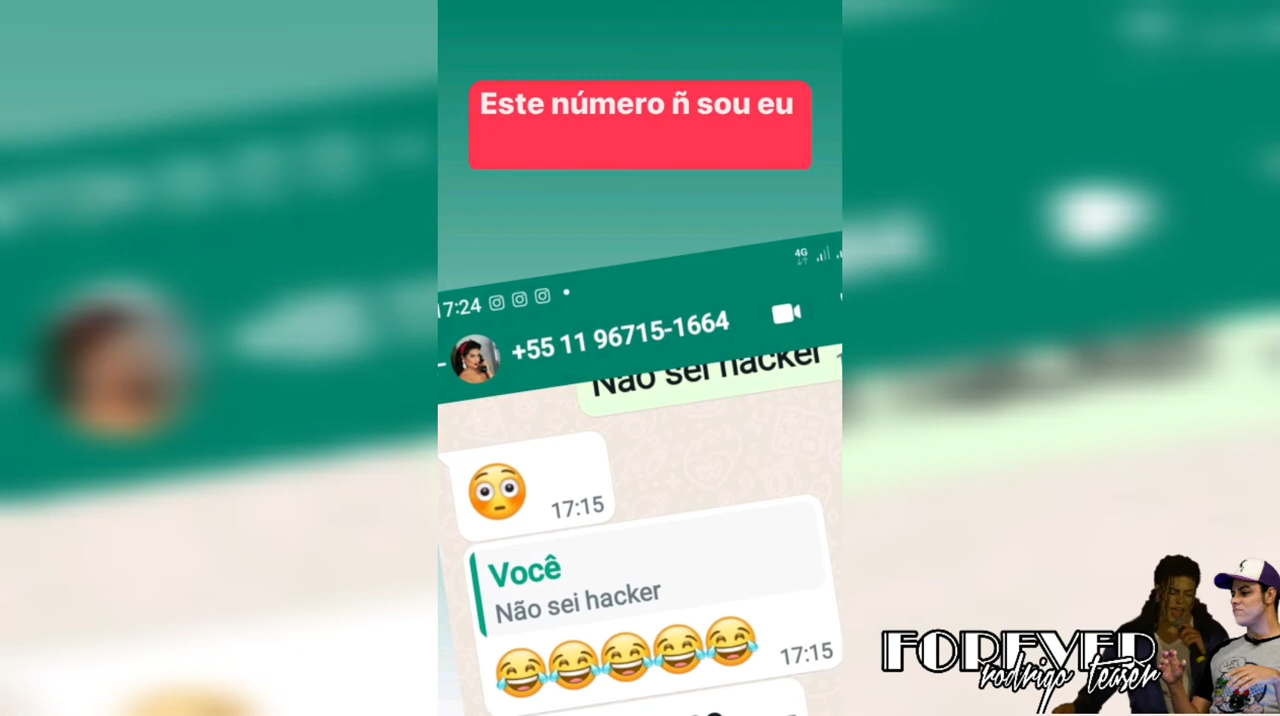 Este número ñ sou eu
4G
17:24
+55 11 96715-1664
Não sei hacker
17:15
Você
Não sei hacker
17:15
FOREVER
rodrigo teaser